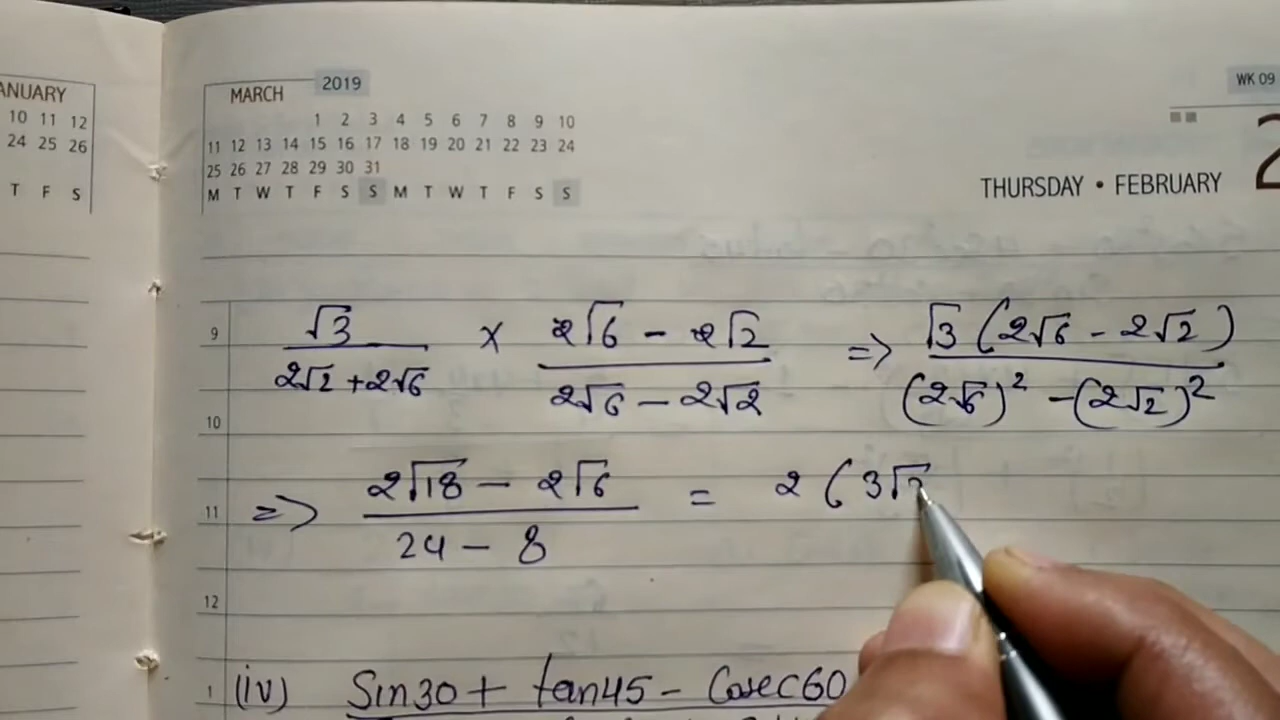 ANUARY
10 11 12
24 25 26
T F S
MARCH 2019
1 2 3 4 5 6 7 8 9 10
11 12 13 14 15 16 17 18 19 20 21 22 23 24
25 26 27 28 29 30 31
M T W T F S S M T W T F S S
WK 09
THURSDAY • FEBRUARY 2
9
√3 / (2√2 + 2√6) × (2√6 - 2√2) / (2√6 - 2√2) => √3 (2√6 - 2√2) / ((2√6)² - (2√2)²)
10
11
=> (2√18 - 2√6) / (24 - 8) = 2 (3√2
12
1
(iv) Sin30 + tan45 - Cosec60